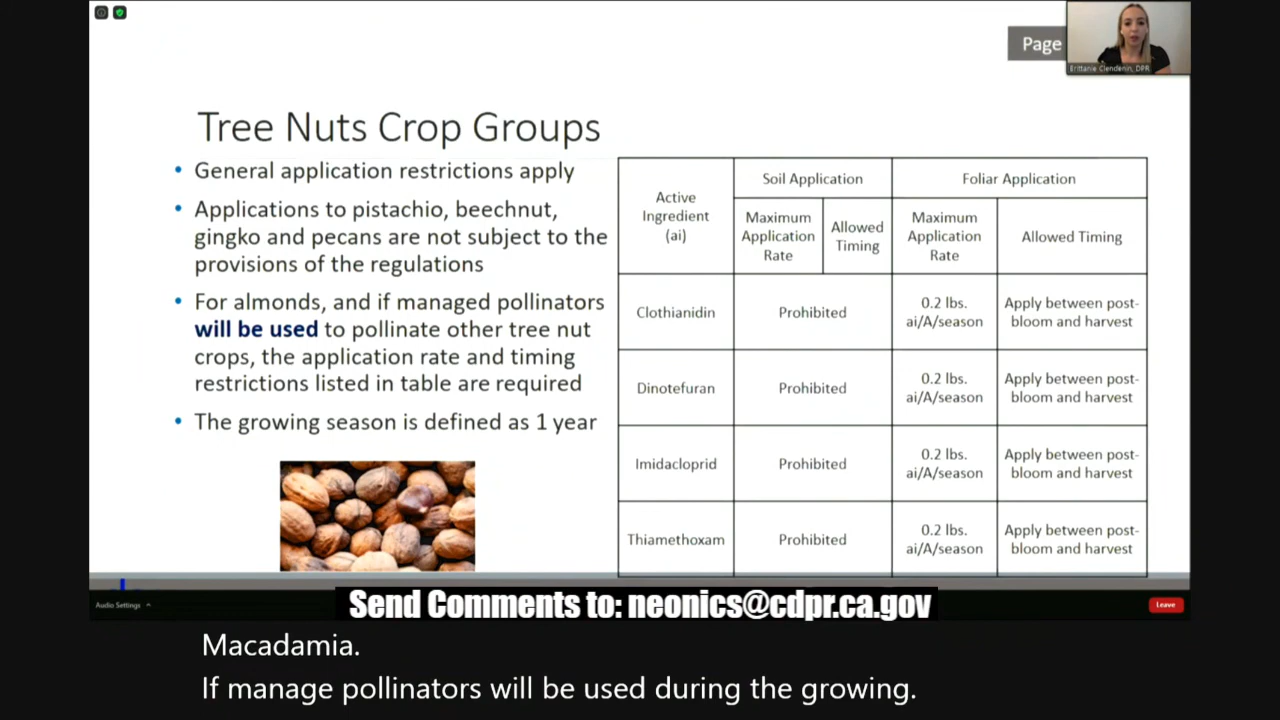 Page
Brittanie Clendenin, DPR
Tree Nuts Crop Groups
• General application restrictions apply
• Applications to pistachio, beechnut,
gingko and pecans are not subject to the
provisions of the regulations
• For almonds, and if managed pollinators
will be used to pollinate other tree nut
crops, the application rate and timing
restrictions listed in table are required
• The growing season is defined as 1 year
Active
Ingredient
(ai)
Soil Application
Foliar Application
Maximum
Application
Rate
Allowed
Timing
Maximum
Application
Rate
Allowed Timing
Clothianidin
Prohibited
0.2 lbs.
ai/A/season
Apply between post-
bloom and harvest
Dinotefuran
Prohibited
0.2 lbs.
ai/A/season
Apply between post-
bloom and harvest
Imidacloprid
Prohibited
0.2 lbs.
ai/A/season
Apply between post-
bloom and harvest
Thiamethoxam
Prohibited
0.2 lbs.
ai/A/season
Apply between post-
bloom and harvest
Audio Settings
Send Comments to: neonics@cdpr.ca.gov
Leave
Macadamia.
If manage pollinators will be used during the growing.